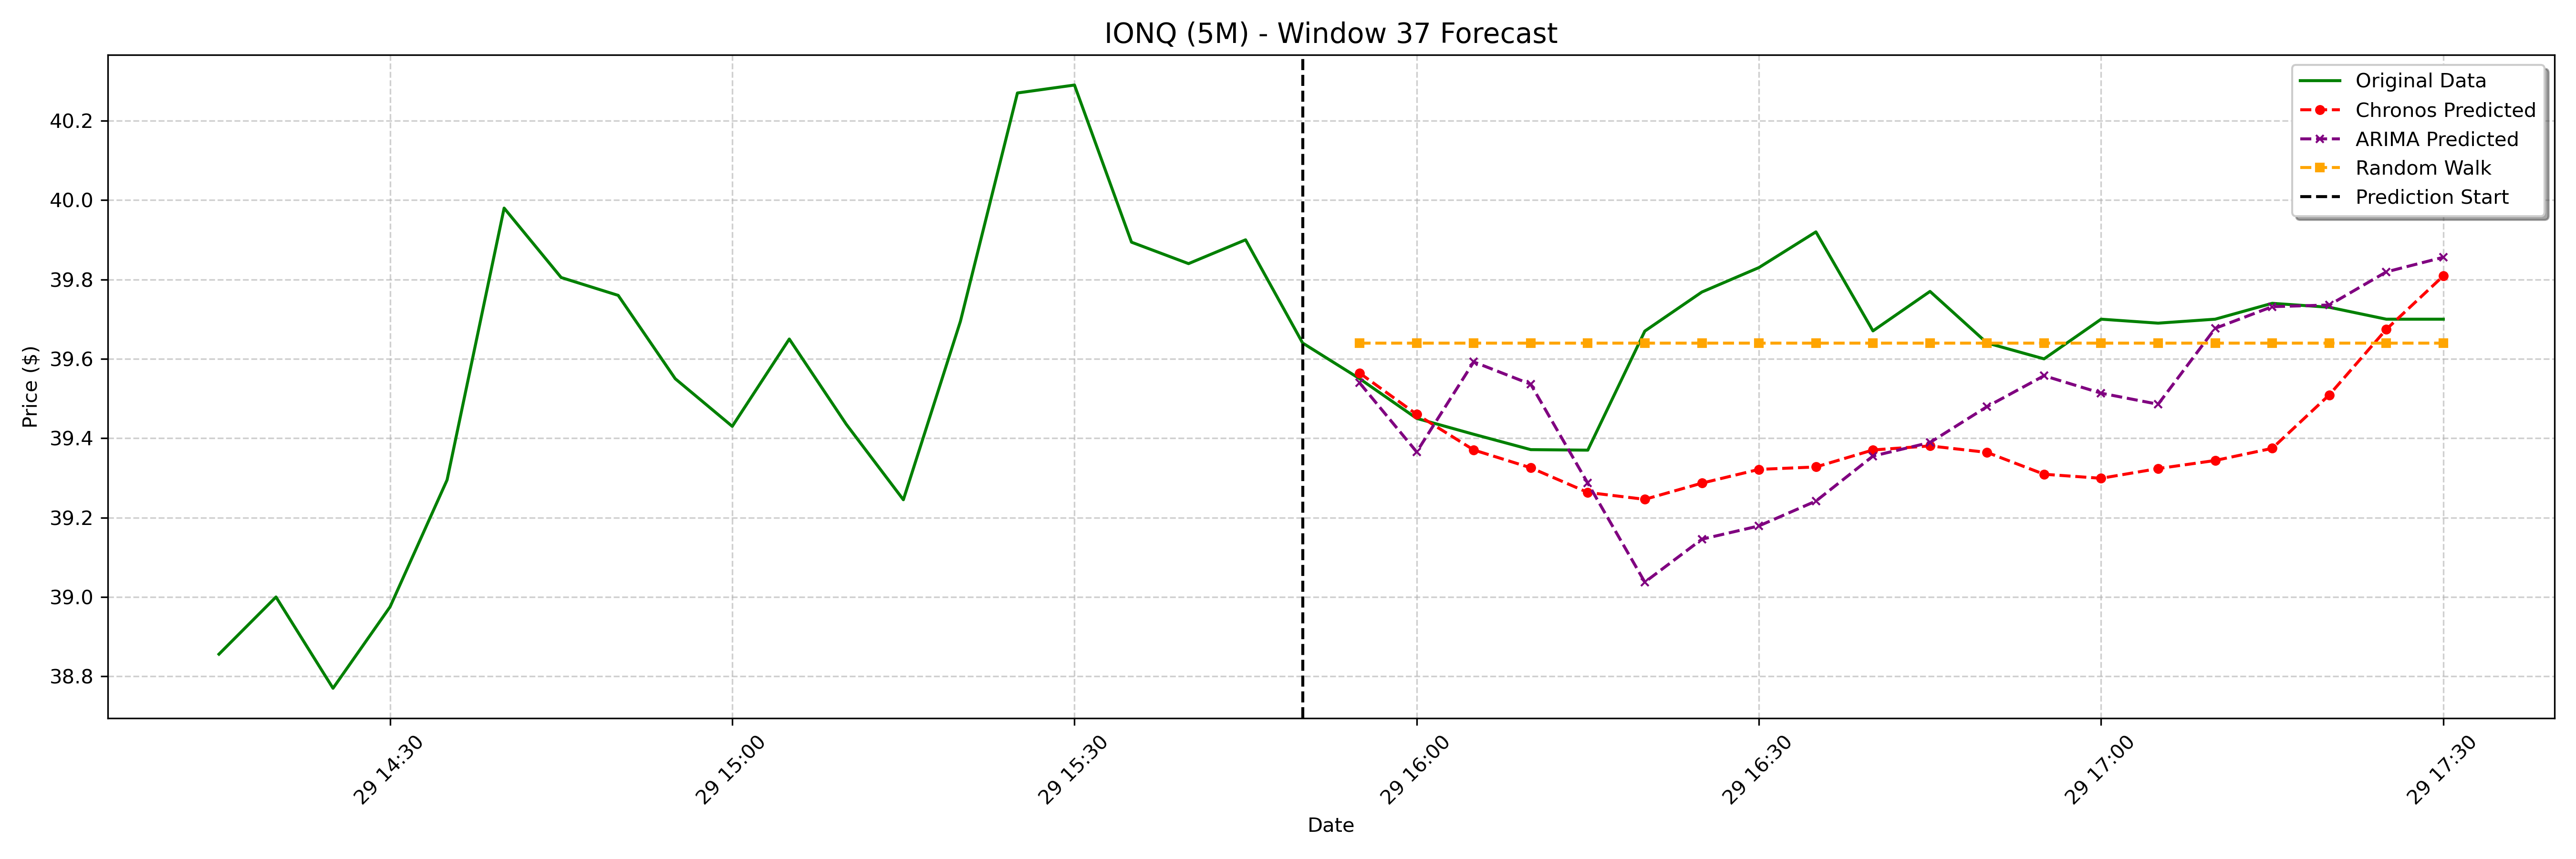 IONQ (5M) - Window 37 Forecast
Original Data
Chronos Predicted
ARIMA Predicted
Random Walk
Prediction Start
Price ($)
40.2
40.0
39.8
39.6
39.4
39.2
39.0
38.8
29 14:30
29 15:00
29 15:30
29 16:00
29 16:30
29 17:00
29 17:30
Date